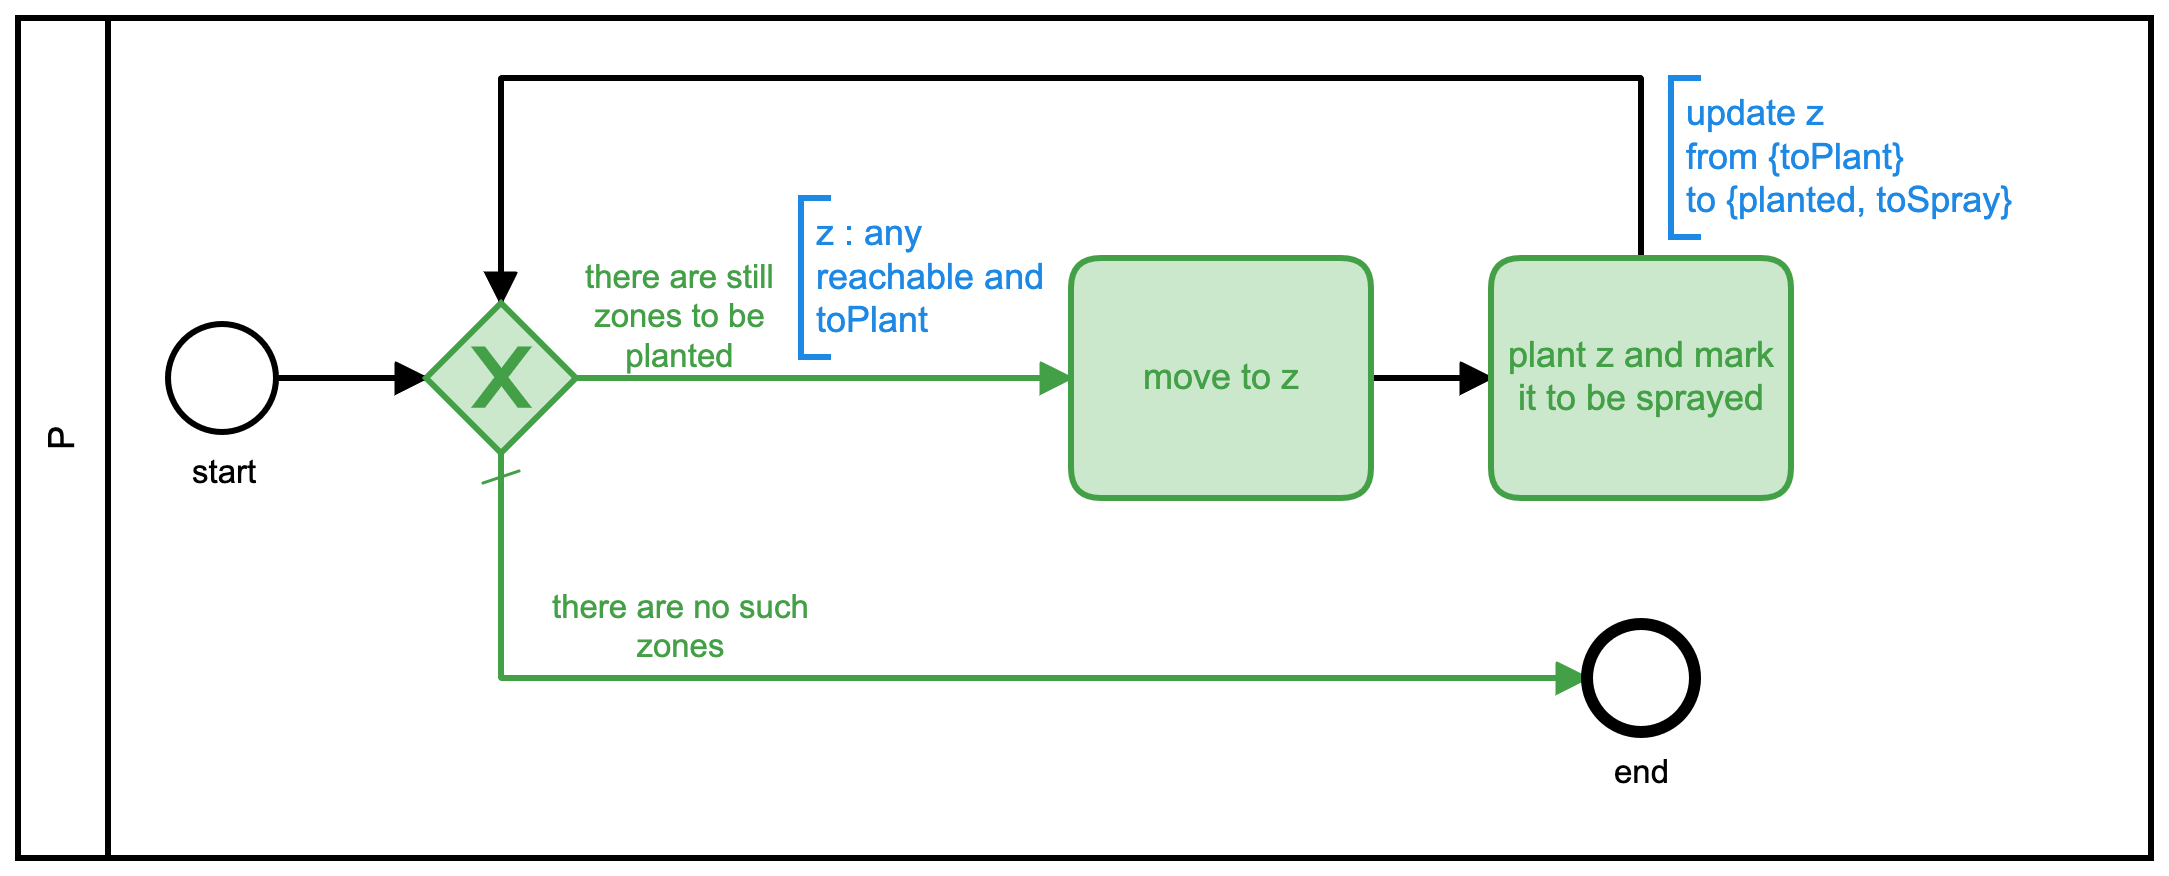 P
start
X
there are still
zones to be
planted
z : any
reachable and
toPlant
move to z
plant z and mark
it to be sprayed
update z
from {toPlant}
to {planted, toSpray}
there are no such
zones
end